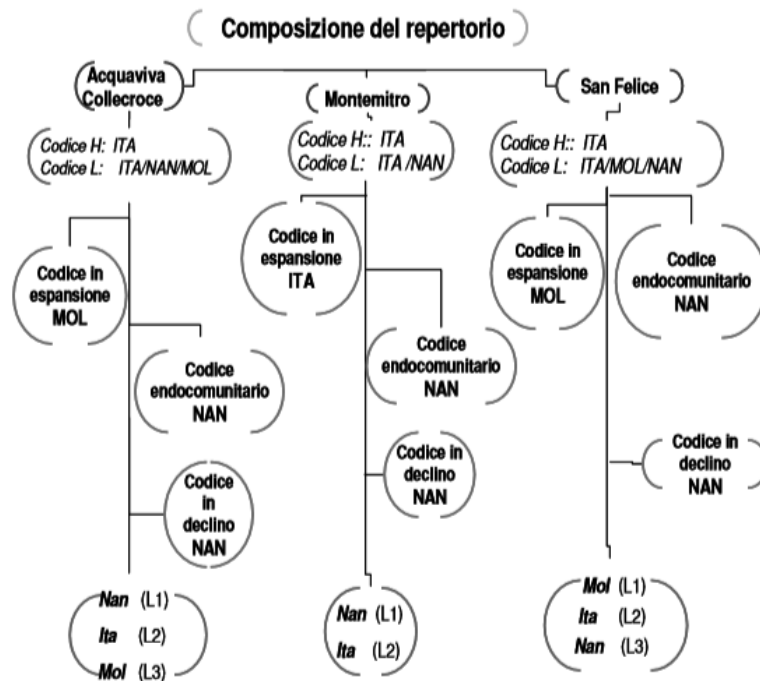 Composizione del repertorio
Acquaviva
Collecroce
Codice H: ITA
Codice L: ITA/NAN/MOL
Codice in
espansione
MOL
Codice
endocomunitario
NAN
Codice
in
declino
NAN
Nan (L1)
Ita (L2)
Mol (L3)
Montemitro
Codice H:: ITA
Codice L: ITA /NAN
Codice in
espansione
ITA
Codice
endocomunitario
NAN
Codice in
declino
NAN
Nan (L1)
Ita (L2)
San Felice
Codice H:: ITA
Codice L: ITA/MOL/NAN
Codice in
espansione
MOL
Codice
endocomunitario
NAN
Codice in
declino
NAN
Mol (L1)
Ita (L2)
Nan (L3)